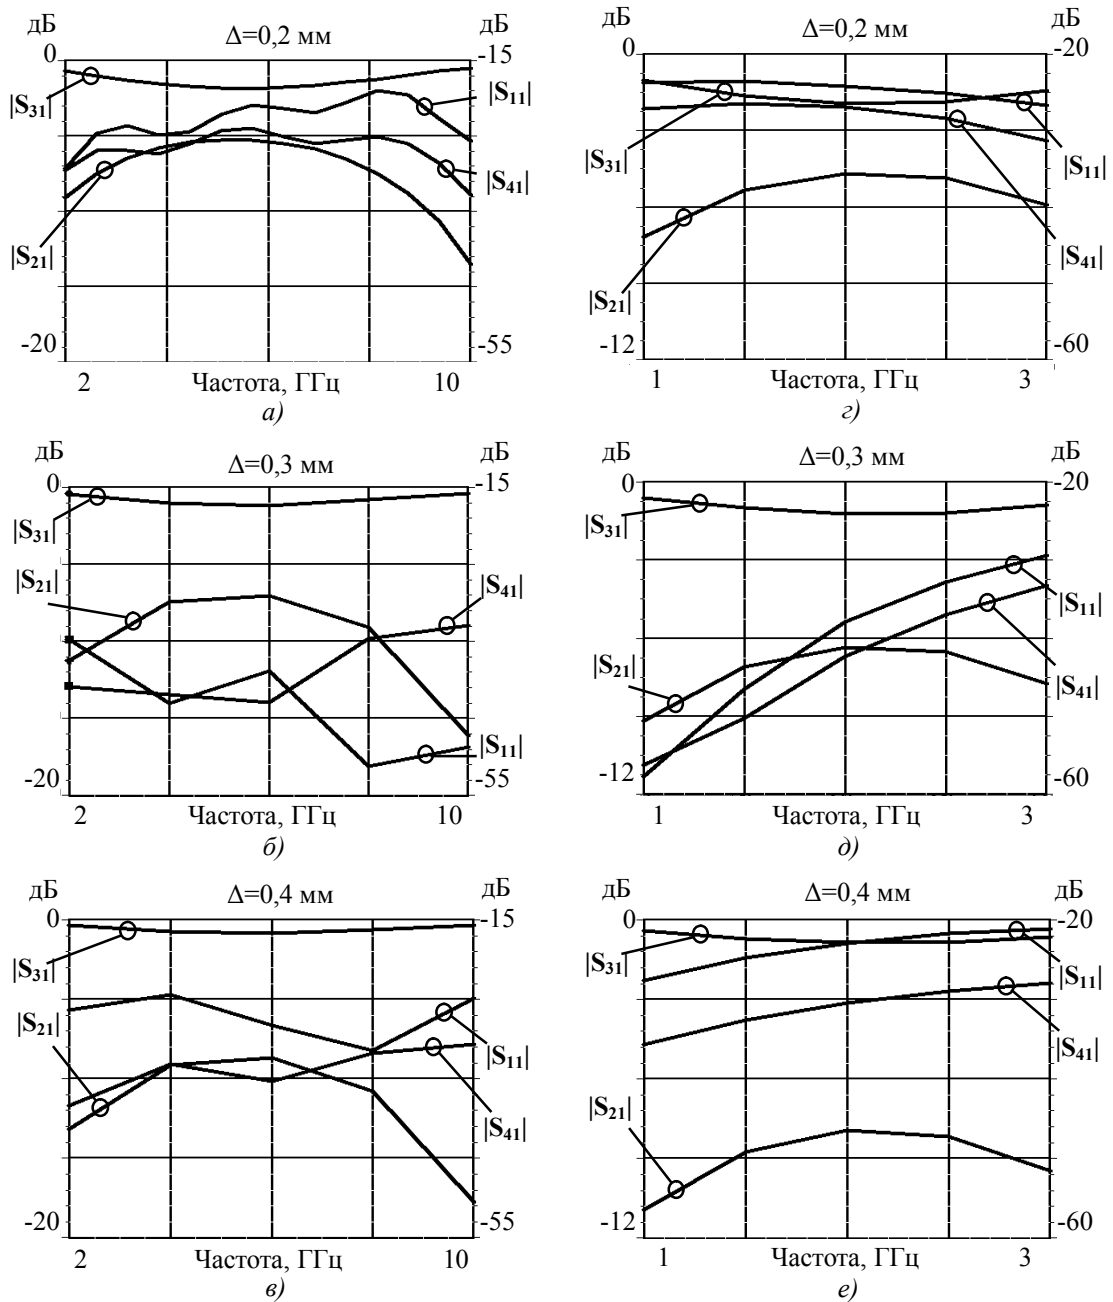 дБ
Δ=0,2 мм
дБ
0
-15
|S31|
|S11|
|S41|
|S21|
-20
-55
2
Частота, ГГц
10
а)
дБ
Δ=0,2 мм
дБ
0
-20
|S31|
|S11|
|S41|
|S21|
-12
-60
1
Частота, ГГц
3
г)
дБ
Δ=0,3 мм
дБ
0
-15
|S31|
|S21|
|S41|
|S11|
-20
-55
2
Частота, ГГц
10
б)
дБ
Δ=0,3 мм
дБ
0
-20
|S31|
|S11|
|S21|
|S41|
-12
-60
1
Частота, ГГц
3
д)
дБ
Δ=0,4 мм
дБ
0
-15
|S31|
|S21|
|S11|
|S41|
-20
-55
2
Частота, ГГц
10
в)
дБ
Δ=0,4 мм
дБ
0
-20
|S31|
|S11|
|S41|
|S21|
-12
-60
1
Частота, ГГц
3
е)